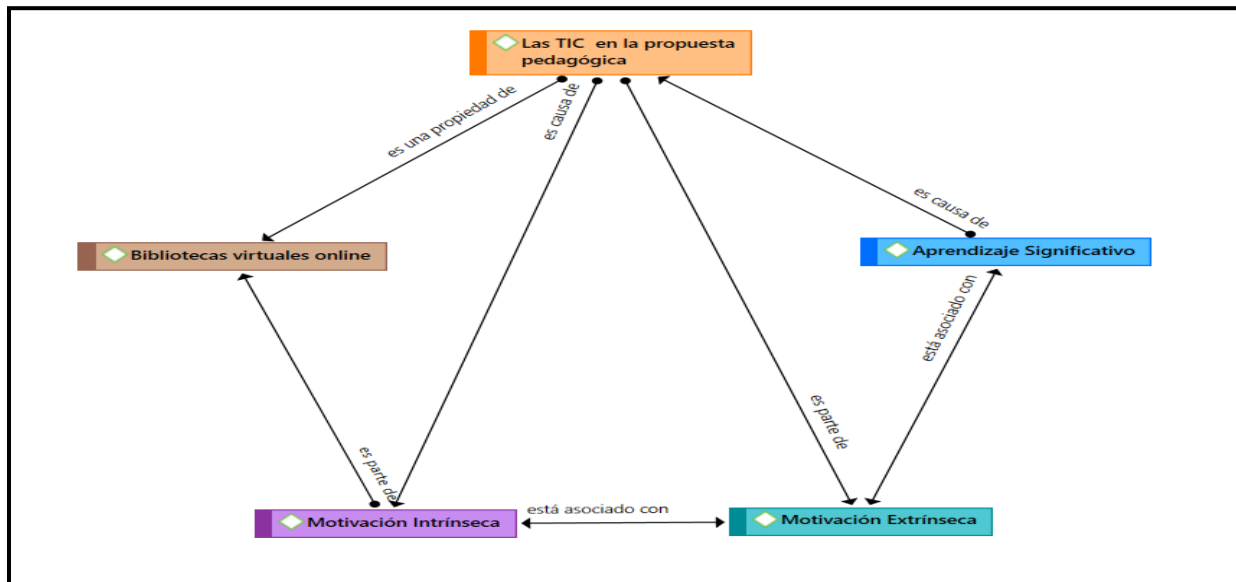 Las TIC en la propuesta
pedagógica
es una propiedad de
es causa de
es causa de
Bibliotecas virtuales online
Aprendizaje Significativo
está asociado con
es parte de
es parte de
Motivación Intrínseca
está asociado con
Motivación Extrínseca